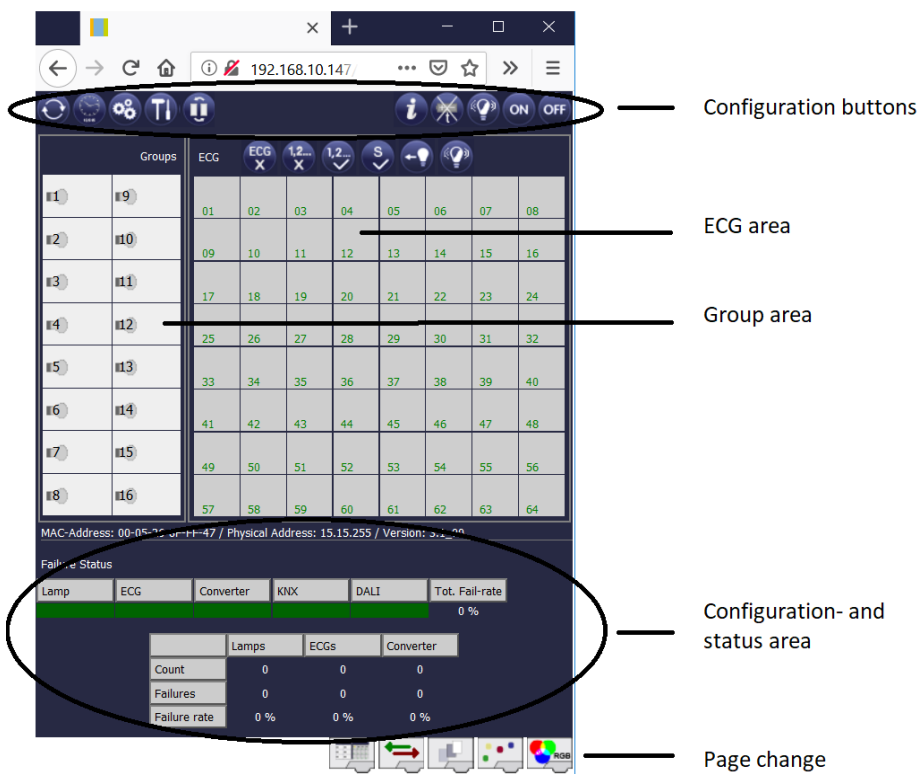 192.168.10.147/
i ON OFF
Configuration buttons
Groups
ECG
ECG X
1,2... X
1,2...
S
1 9
2 10
3 11
4 12
5 13
6 14
7 15
8 16
01 02 03 04 05 06 07 08
09 10 11 12 13 14 15 16
17 18 19 20 21 22 23 24
25 26 27 28 29 30 31 32
33 34 35 36 37 38 39 40
41 42 43 44 45 46 47 48
49 50 51 52 53 54 55 56
57 58 59 60 61 62 63 64
ECG area
Group area
MAC-Address: / Physical Address: 15.15.255 / Version:
Failure Status
Lamp ECG Converter KNX DALI Tot. Fail-rate
0 %
Lamps ECGs Converter
Count 0 0 0
Failures 0 0 0
Failure rate 0 % 0 % 0 %
Configuration- and
status area
RGB
Page change